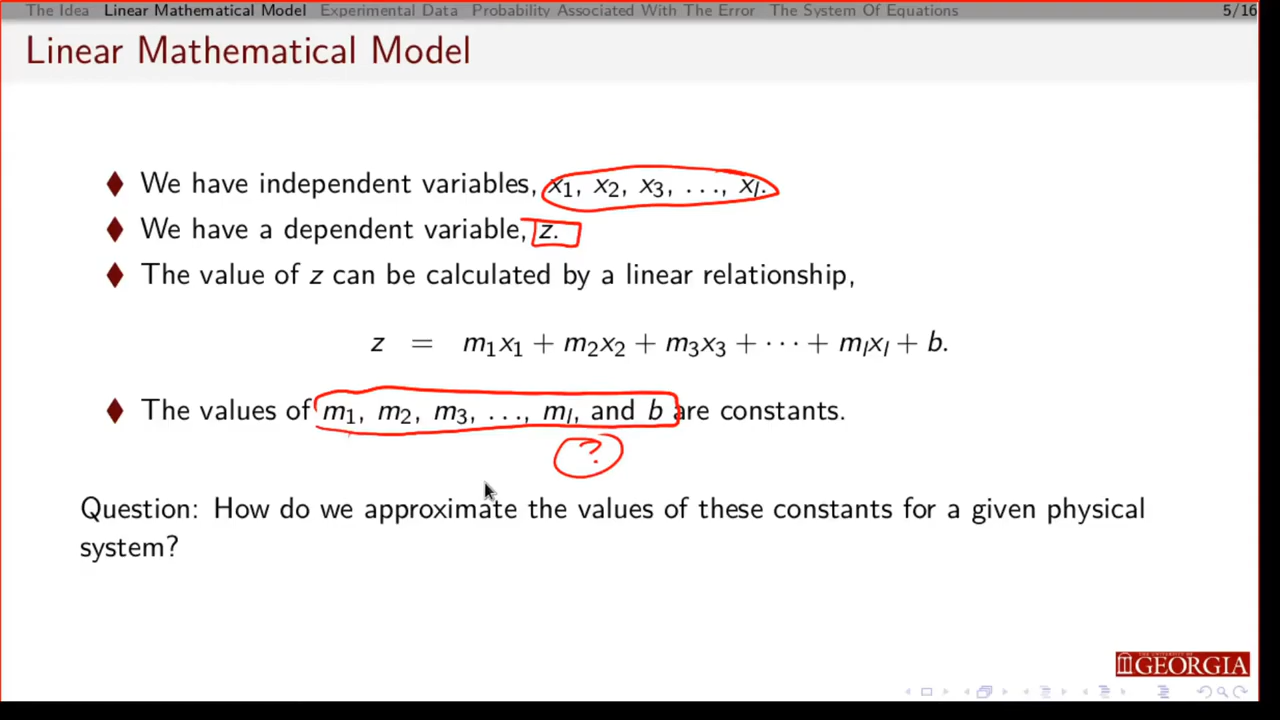 The Idea Linear Mathematical Model Experimental Data Probability Associated With The Error The System Of Equations 5/16
Linear Mathematical Model
We have independent variables, x₁, x₂, x₃, …, xₗ.
We have a dependent variable, z.
The value of z can be calculated by a linear relationship,
z = m₁x₁ + m₂x₂ + m₃x₃ + ⋯ + mₗxₗ + b.
The values of m₁, m₂, m₃, …, mₗ, and b are constants.
?
Question: How do we approximate the values of these constants for a given physical
system?
THE UNIVERSITY OF
GEORGIA